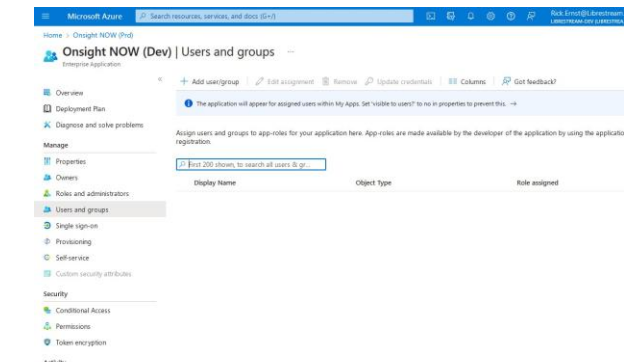 Microsoft Azure
Search resources, services, and docs (G+/)
Rick.Ernst@Librestream.
LIBRESTREAM DEV (LIBRESTREA
Home > Onsight NOW (Prd)
Onsight NOW (Dev) | Users and groups ...
Enterprise Application
Overview
Deployment Plan
Diagnose and solve problems
Manage
Properties
Owners
Roles and administrators
Users and groups
Single sign-on
Provisioning
Self-service
Custom security attributes
Security
Conditional Access
Permissions
Token encryption
Activity
Add user/group
Edit assignment
Remove
Update credentials
Columns
Got feedback?
The application will appear for assigned users within My Apps. Set 'visible to users?' to no in properties to prevent this. →
Assign users and groups to app-roles for your application here. App-roles are made available by the developer of the application by using the applicatio
registration.
First 200 shown, to search all users & gr...
Display Name
Object Type
Role assigned